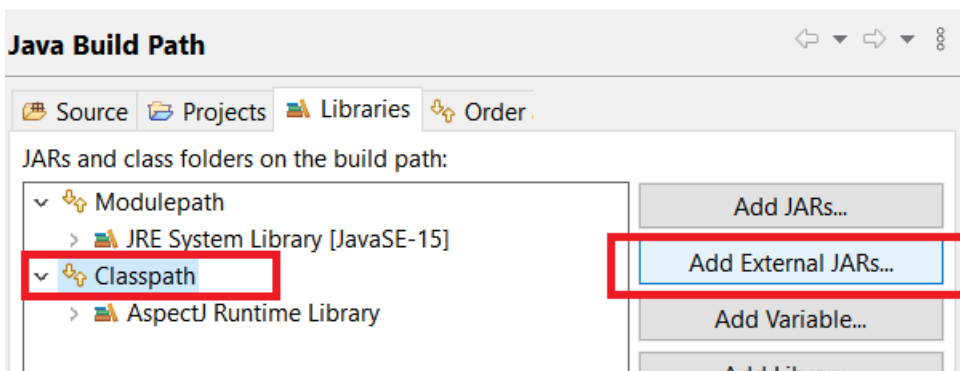 Java Build Path
Source Projects Libraries Order
JARs and class folders on the build path:
Modulepath
Add JARs...
JRE System Library [JavaSE-15]
Add External JARs...
Classpath
AspectJ Runtime Library
Add Variable...